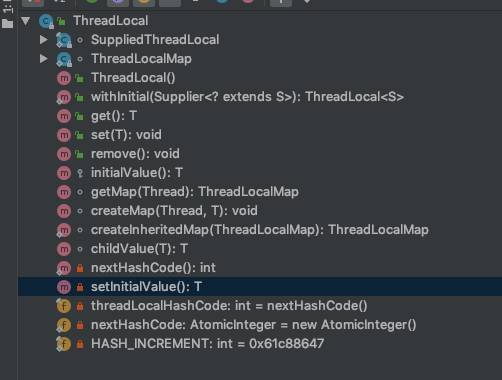 1:
ThreadLocal
SuppliedThreadLocal
ThreadLocalMap
ThreadLocal()
withInitial(Supplier<? extends S>): ThreadLocal<S>
get(): T
set(T): void
remove(): void
initialValue(): T
getMap(Thread): ThreadLocalMap
createMap(Thread, T): void
createInheritedMap(ThreadLocalMap): ThreadLocalMap
childValue(T): T
nextHashCode(): int
setInitialValue(): T
threadLocalHashCode: int = nextHashCode()
nextHashCode: AtomicInteger = new AtomicInteger()
HASH_INCREMENT: int = 0x61c88647